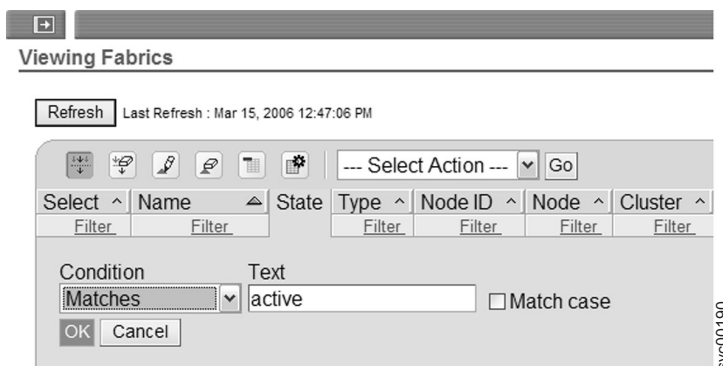 Viewing Fabrics
Refresh Last Refresh : Mar 15, 2006 12:47:06 PM
--- Select Action --- Go
Select ^ Name State Type ^ Node ID ^ Node ^ Cluster ^
Filter Filter Filter Filter Filter Filter
Condition Text
Matches active Match case
OK Cancel
svc00190